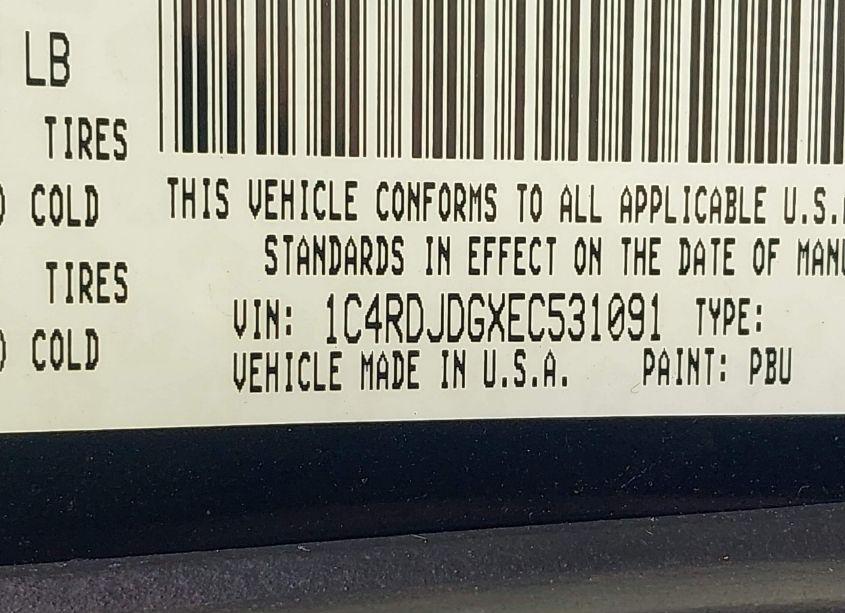 LB
TIRES
COLD
TIRES
COLD
THIS VEHICLE CONFORMS TO ALL APPLICABLE U.S.
STANDARDS IN EFFECT ON THE DATE OF MANU
VIN: 1C4RDJDGXEC531091 TYPE:
VEHICLE MADE IN U.S.A. PAINT: PBU